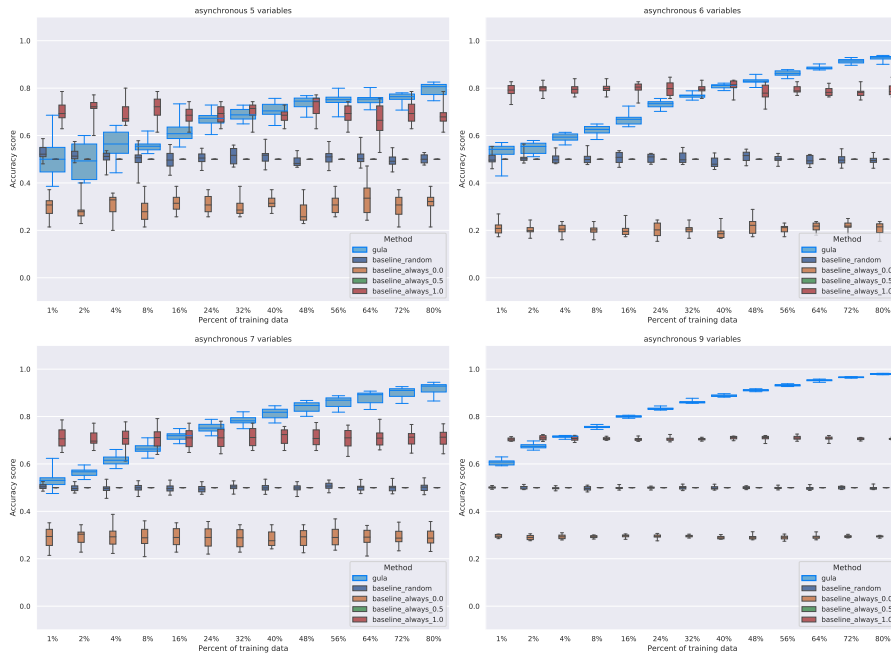 asynchronous 5 variables
1.0
0.8
0.6
0.4
0.2
0.0
Accuracy score
1% 2% 4% 8% 16% 24% 32% 40% 48% 56% 64% 72% 80%
Percent of training data
Method
gula
baseline_random
baseline_always_0.0
baseline_always_0.5
baseline_always_1.0
asynchronous 6 variables
1.0
0.8
0.6
0.4
0.2
0.0
Accuracy score
1% 2% 4% 8% 16% 24% 32% 40% 48% 56% 64% 72% 80%
Percent of training data
Method
gula
baseline_random
baseline_always_0.0
baseline_always_0.5
baseline_always_1.0
asynchronous 7 variables
1.0
0.8
0.6
0.4
0.2
0.0
Accuracy score
1% 2% 4% 8% 16% 24% 32% 40% 48% 56% 64% 72% 80%
Percent of training data
Method
gula
baseline_random
baseline_always_0.0
baseline_always_0.5
baseline_always_1.0
asynchronous 9 variables
1.0
0.8
0.6
0.4
0.2
0.0
Accuracy score
1% 2% 4% 8% 16% 24% 32% 40% 48% 56% 64% 72% 80%
Percent of training data
Method
gula
baseline_random
baseline_always_0.0
baseline_always_0.5
baseline_always_1.0